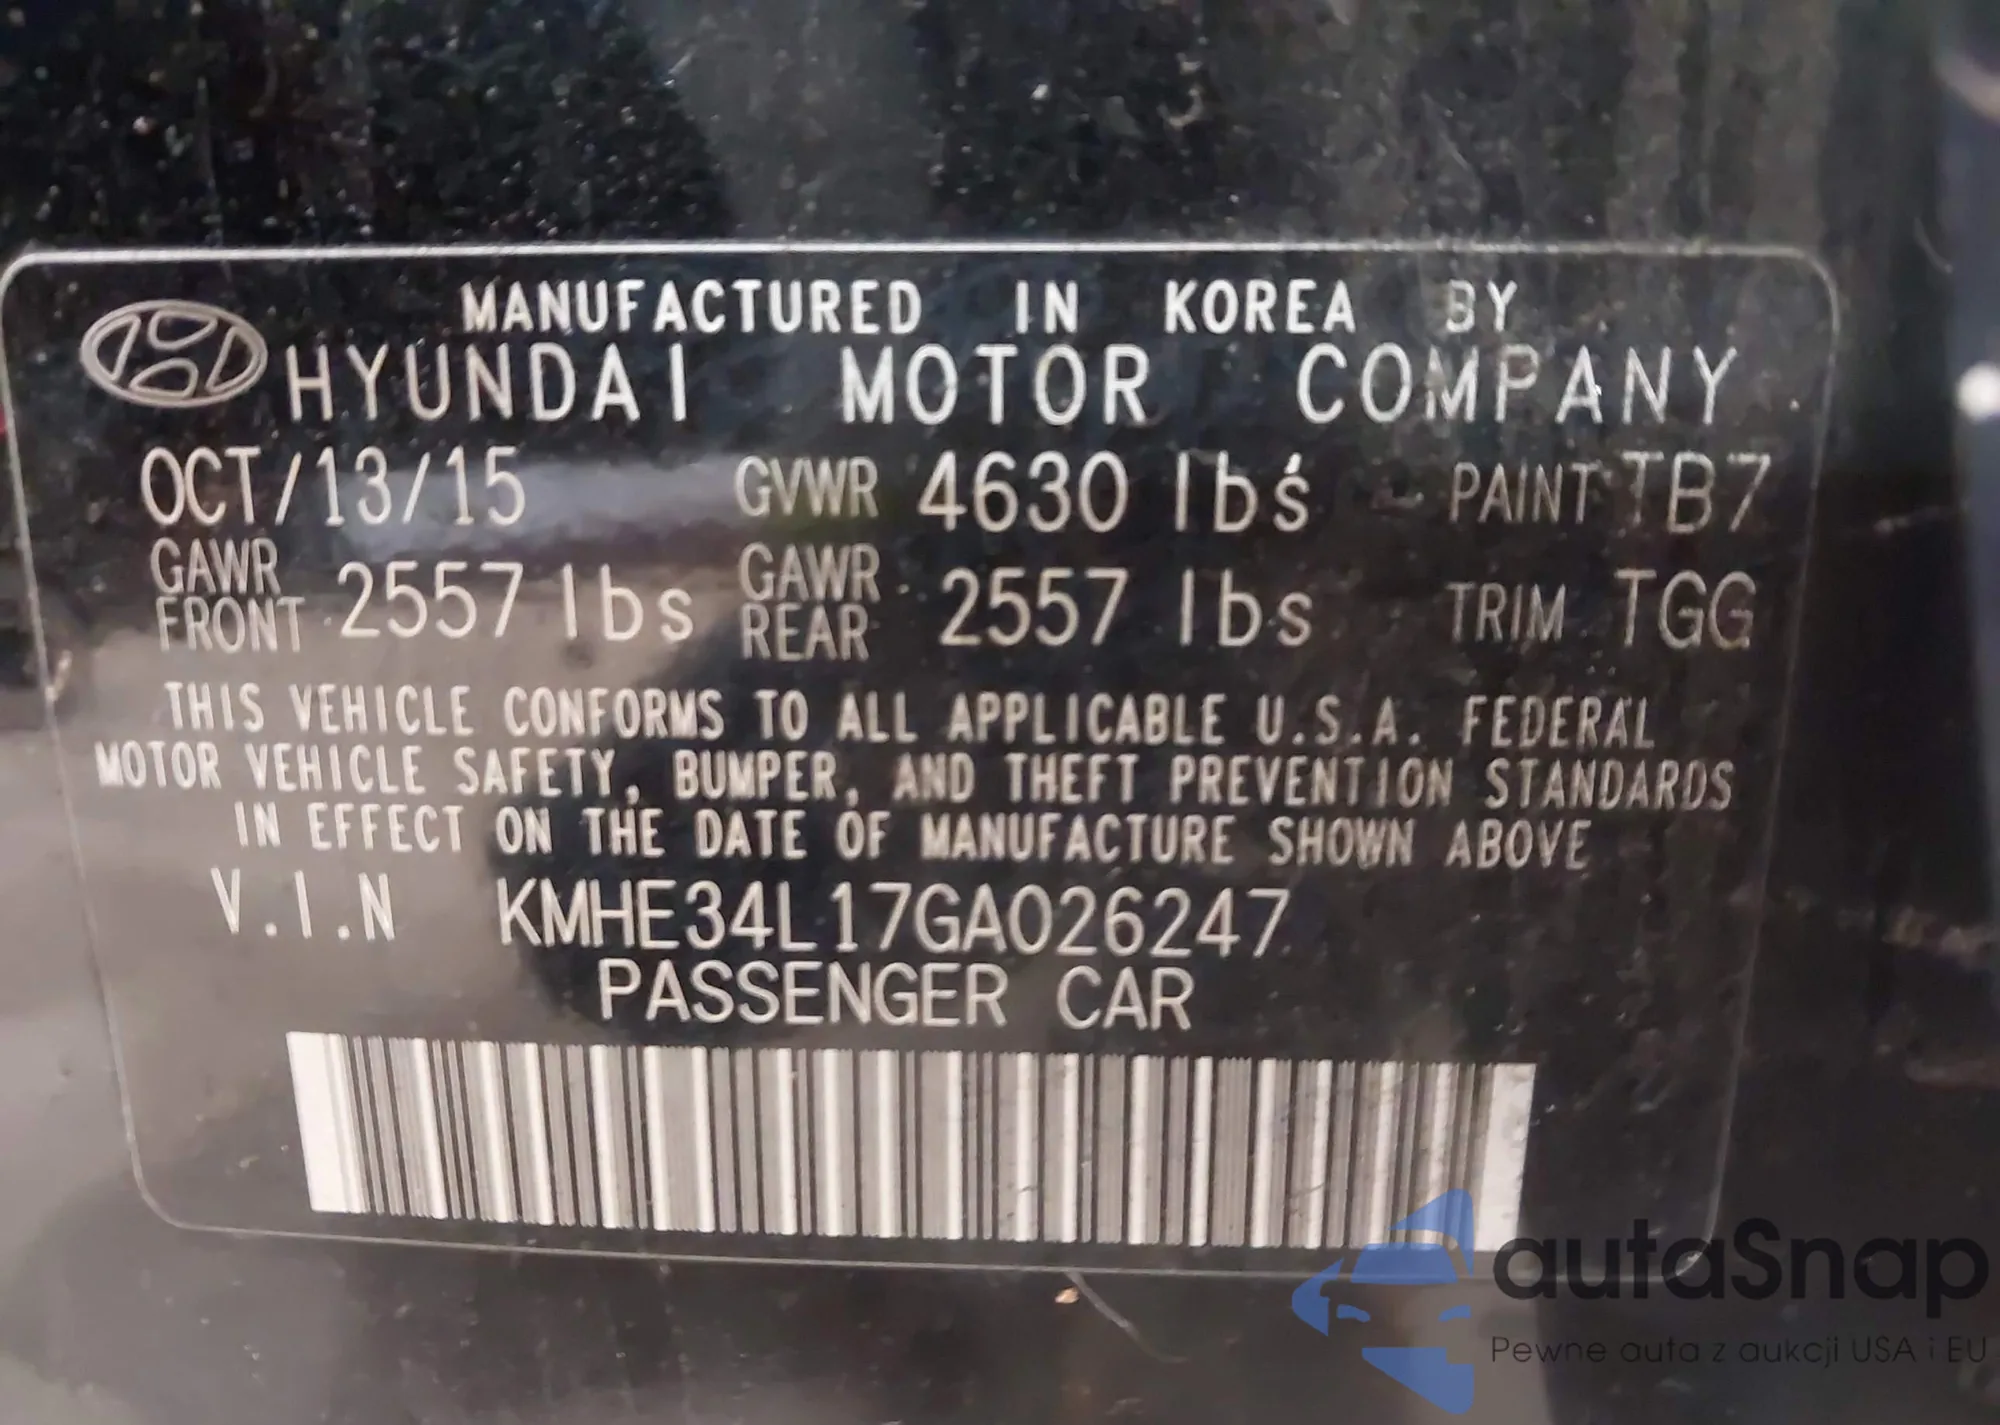 MANUFACTURED IN KOREA BY
HYUNDAI MOTOR COMPANY
OCT/13/15 GVWR 4630 lbs PAINT TB7
GAWR FRONT 2557 lbs GAWR REAR 2557 lbs TRIM TGG
THIS VEHICLE CONFORMS TO ALL APPLICABLE U.S.A. FEDERAL
MOTOR VEHICLE SAFETY, BUMPER, AND THEFT PREVENTION STANDARDS
IN EFFECT ON THE DATE OF MANUFACTURE SHOWN ABOVE
V.I.N KMHE34L17GA026247
PASSENGER CAR
autaSnap
Pewne auta z aukcji USA i EU